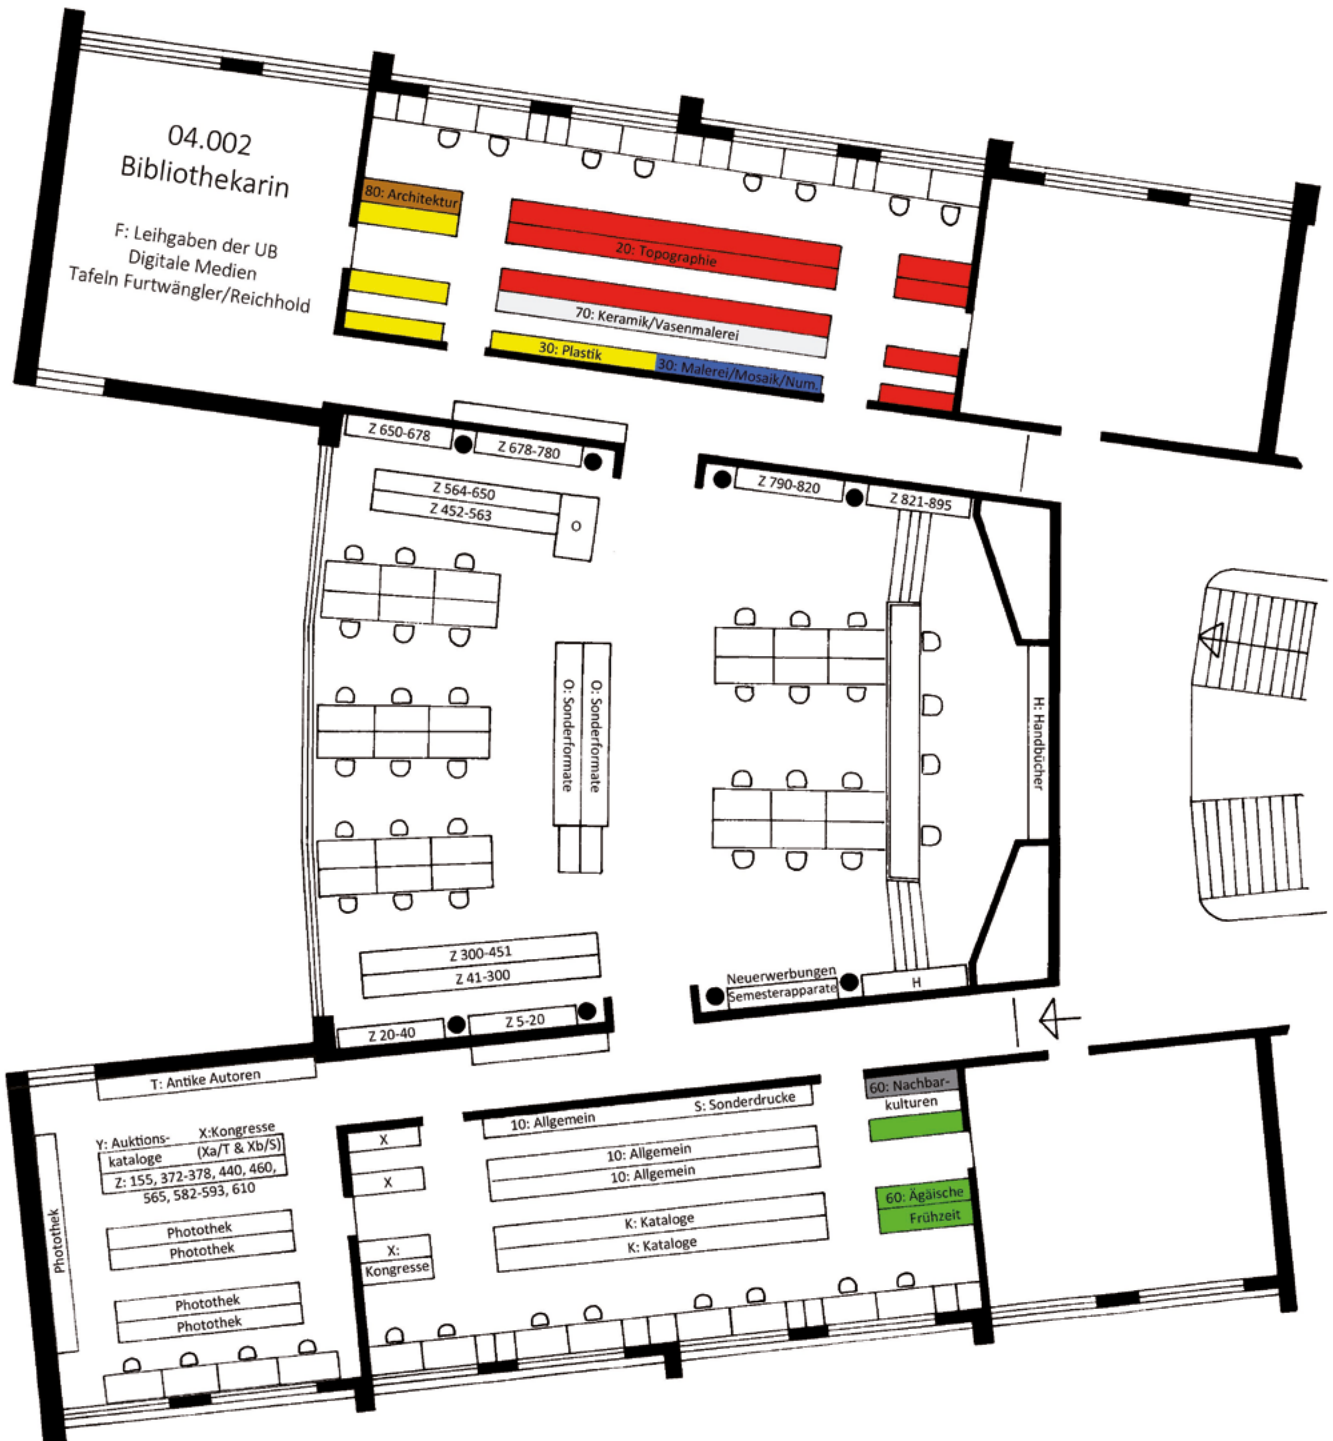 04.002
Bibliothekarin
F: Leihgaben der UB
Digitale Medien
Tafeln Furtwängler/Reichhold
80: Architektur
20: Topographie
70: Keramik/Vasenmalerei
30: Plastik
30: Malerei/Mosaik/Num.
Z 650-678
Z 678-780
Z 790-820
Z 821-895
Z 564-650
Z 452-563
O
O: Sonderformate
O: Sonderformate
H: Handbücher
Z 300-451
Z 41-300
Z 20-40
Z 5-20
Neuerwerbungen
Semesterapparate
H
T: Antike Autoren
Y: Auktions-
kataloge
X:Kongresse
(Xa/T & Xb/S)
Z: 155, 372-378, 440, 460,
565, 582-593, 610
Photothek
Photothek
Photothek
Photothek
Photothek
X
X
X:
Kongresse
10: Allgemein
S: Sonderdrucke
10: Allgemein
10: Allgemein
K: Kataloge
K: Kataloge
60: Nachbar-
kulturen
60: Ägäische
Frühzeit